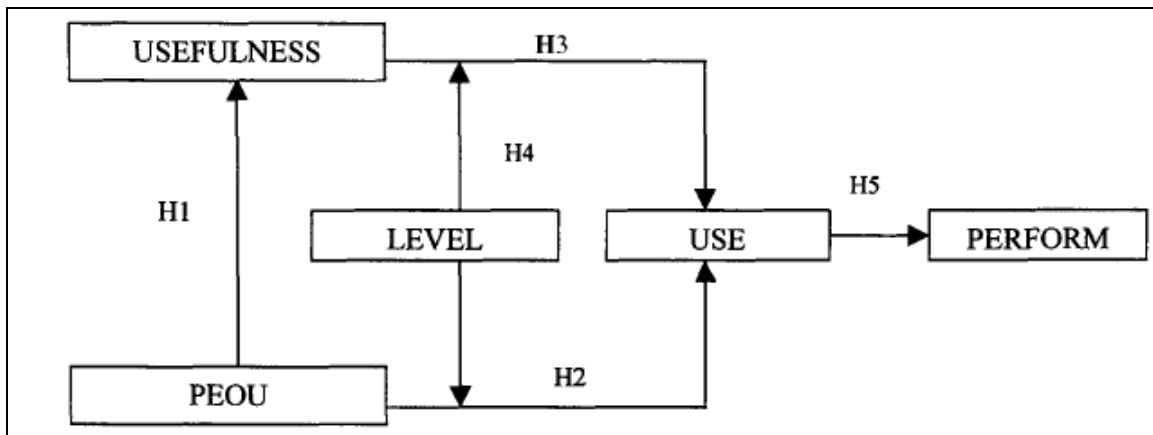 USEFULNESS
H3
H4
H1
H5
LEVEL
USE
PERFORM
PEOU
H2